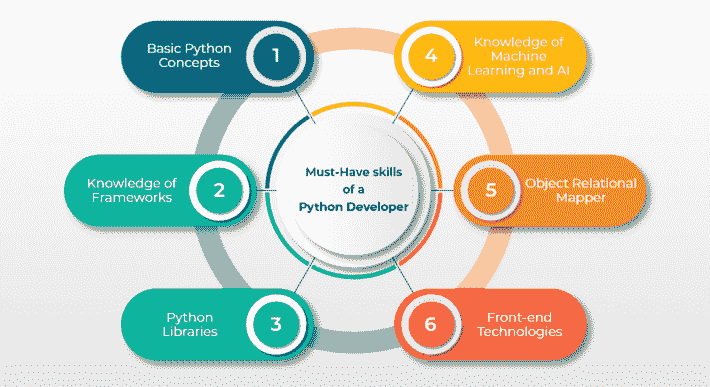 Must-Have skills
of a
Python Developer
1
Basic Python
Concepts
2
Knowledge of
Frameworks
3
Python
Libraries
4
Knowledge of
Machine
Learning and AI
5
Object Relational
Mapper
6
Front-end
Technologies